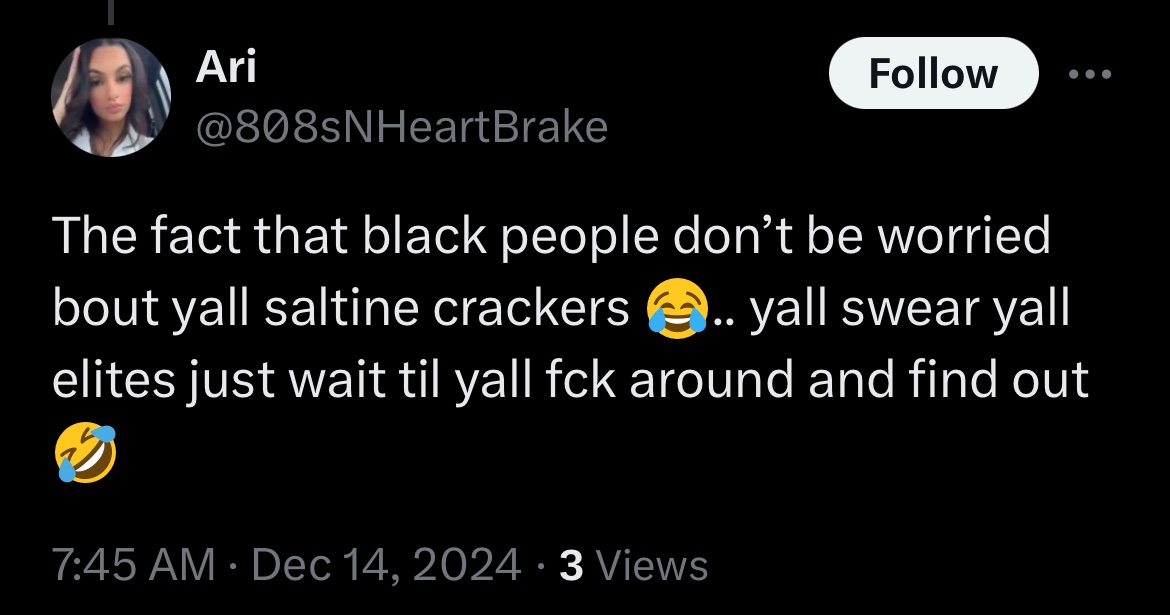 Ari
Follow
@808sNHeartBrake
The fact that black people don’t be worried
bout yall saltine crackers 😂.. yall swear yall
elites just wait til yall fck around and find out
🤣
7:45 AM · Dec 14, 2024 · 3 Views